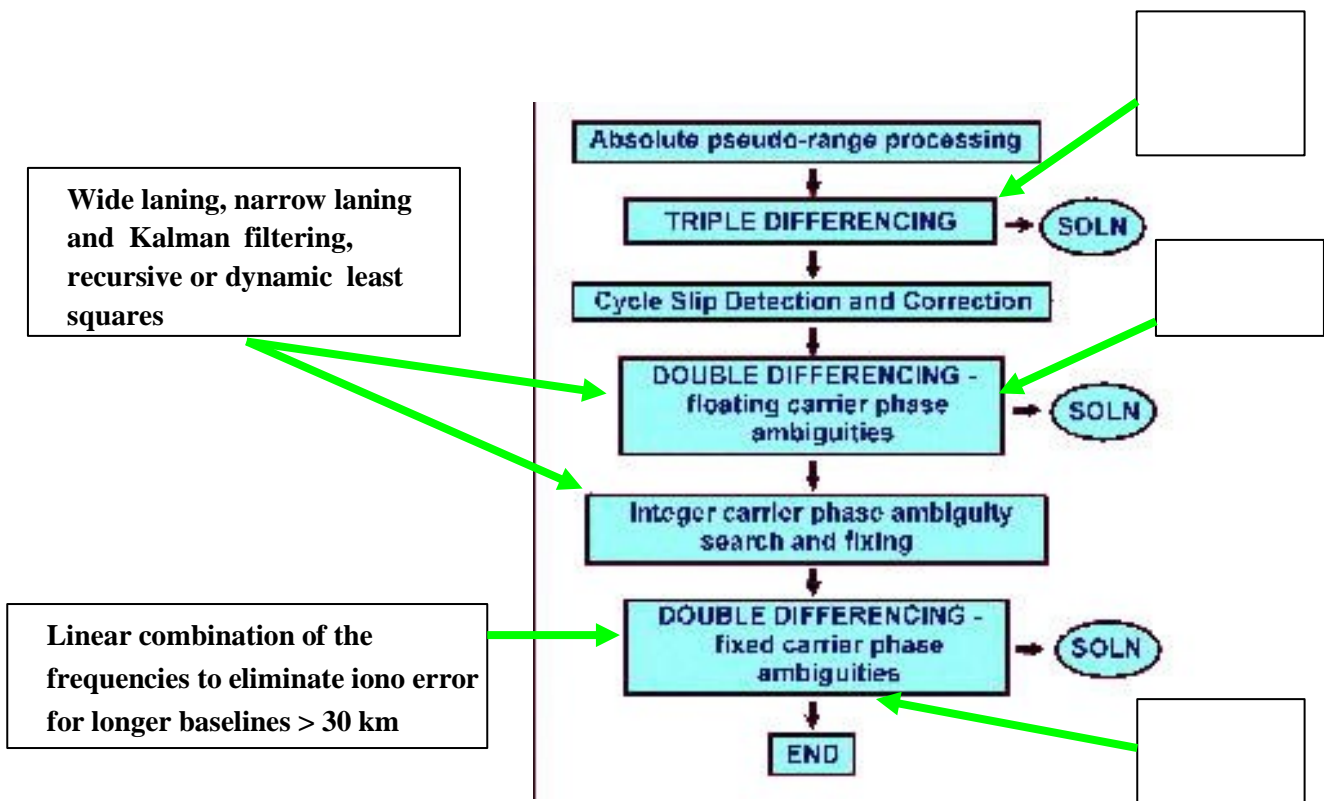 Absolute pseudo-range processing
TRIPLE DIFFERENCING
SOLN
Cycle Slip Detection and Correction
DOUBLE DIFFERENCING -
floating carrier phase
ambiguities
SOLN
Integer carrier phase ambiguity
search and fixing
DOUBLE DIFFERENCING -
fixed carrier phase
ambiguities
SOLN
END
Wide laning, narrow laning
and Kalman filtering,
recursive or dynamic least
squares
Linear combination of the
frequencies to eliminate iono error
for longer baselines > 30 km